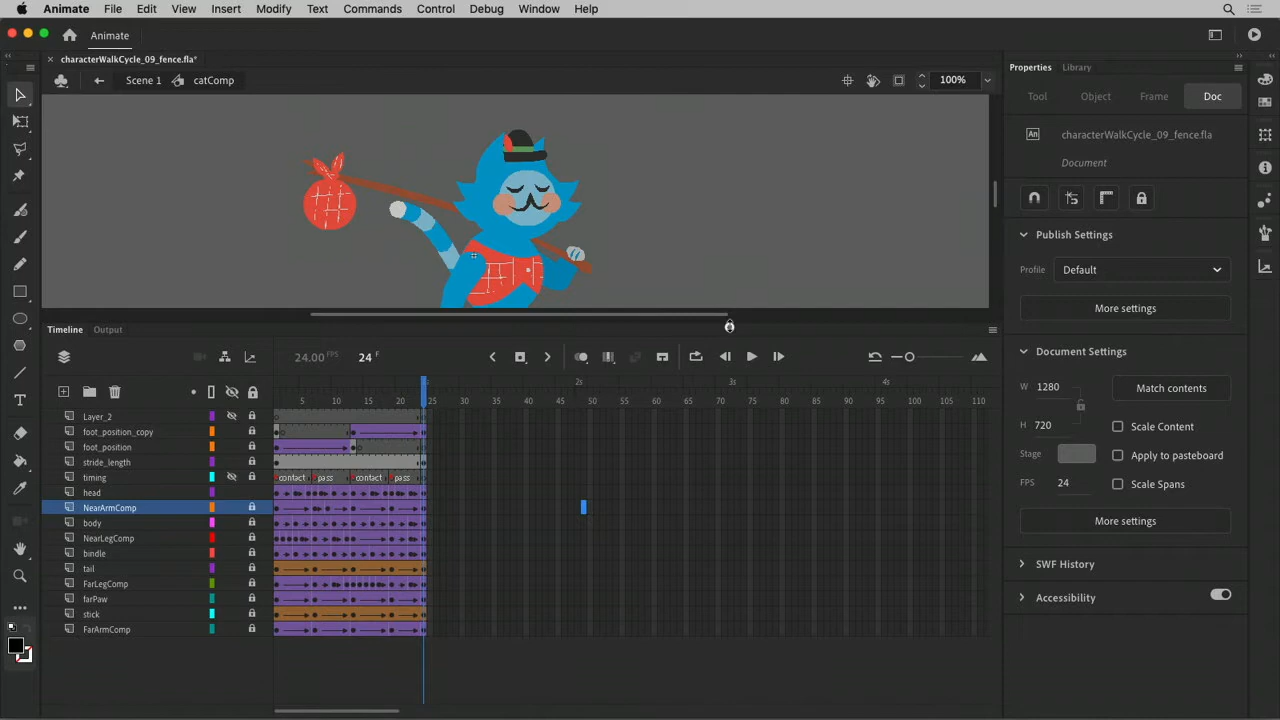 Animate File Edit View Insert Modify Text Commands Control Debug Window Help
Animate
characterWalkCycle_09_fence.fla*
Scene 1 catComp 100%
Properties Library
Tool Object Frame Doc
An characterWalkCycle_09_fence.fla
Document
Publish Settings
Profile Default
More settings
Document Settings
W 1280 Match contents
H 720 Scale Content
Stage Apply to pasteboard
FPS 24 Scale Spans
More settings
SWF History
Accessibility
Timeline Output
24.00 FPS 24 F
2s 3s 4s
5 10 15 20 25 30 35 40 45 50 55 60 65 70 75 80 85 90 95 100 105 110
Layer_2
foot_position_copy
foot_position
stride_length
timing contact pass contact pass
head
NearArmComp
body
NearLegComp
bindle
tail
FarLegComp
farPaw
stick
FarArmComp